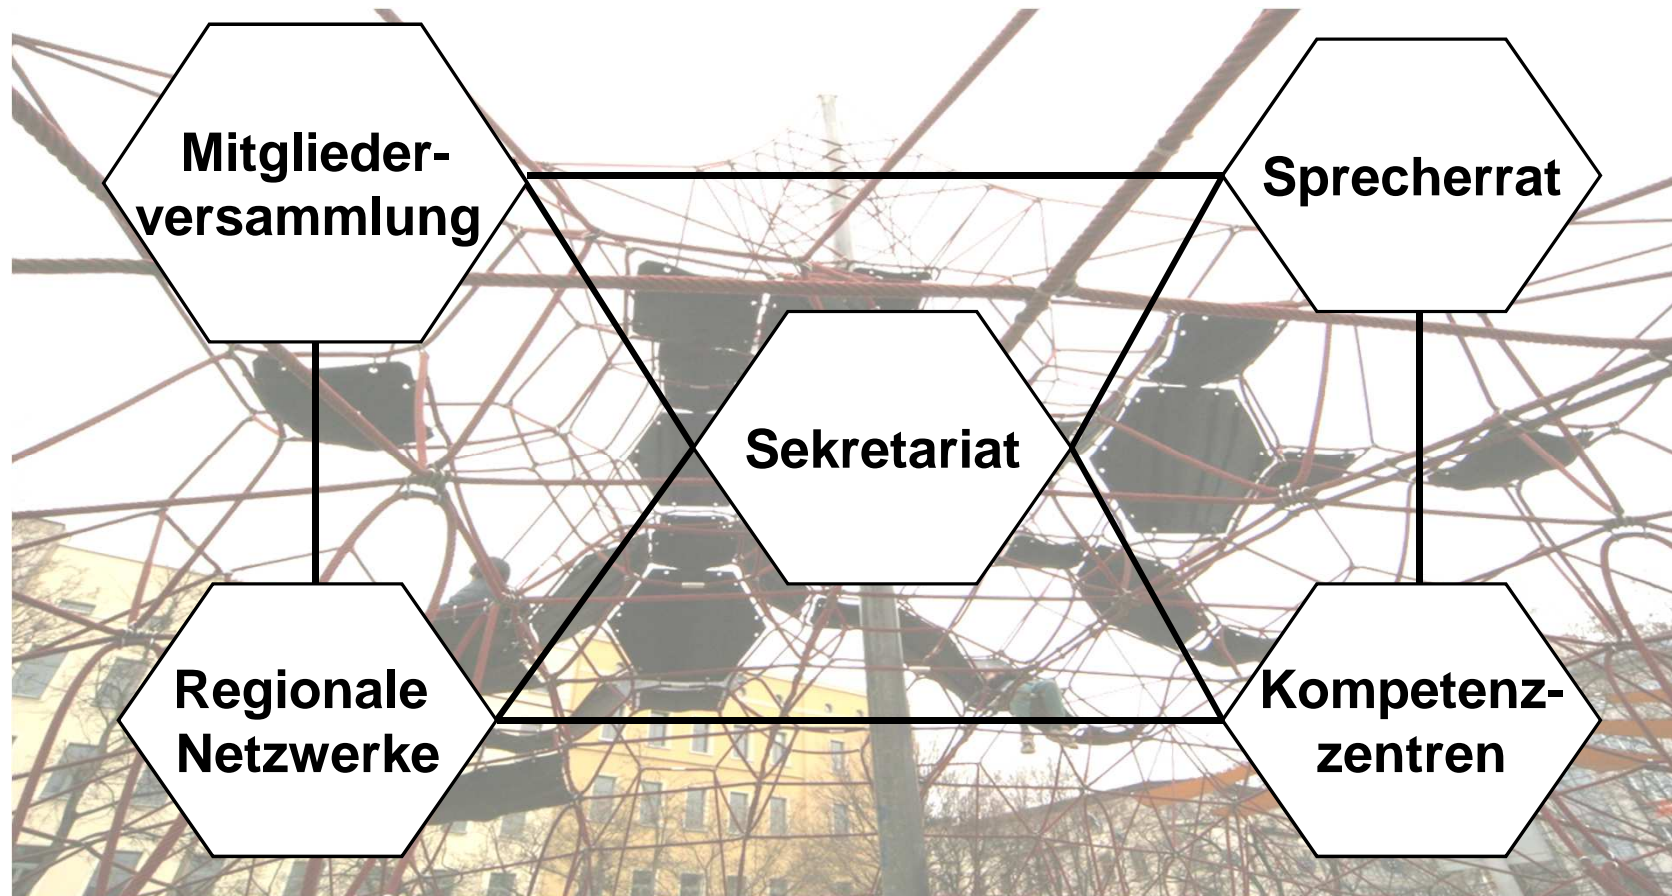 Mitglieder-
versammlung
Sprecherrat
Sekretariat
Regionale
Netzwerke
Kompetenz-
zentren